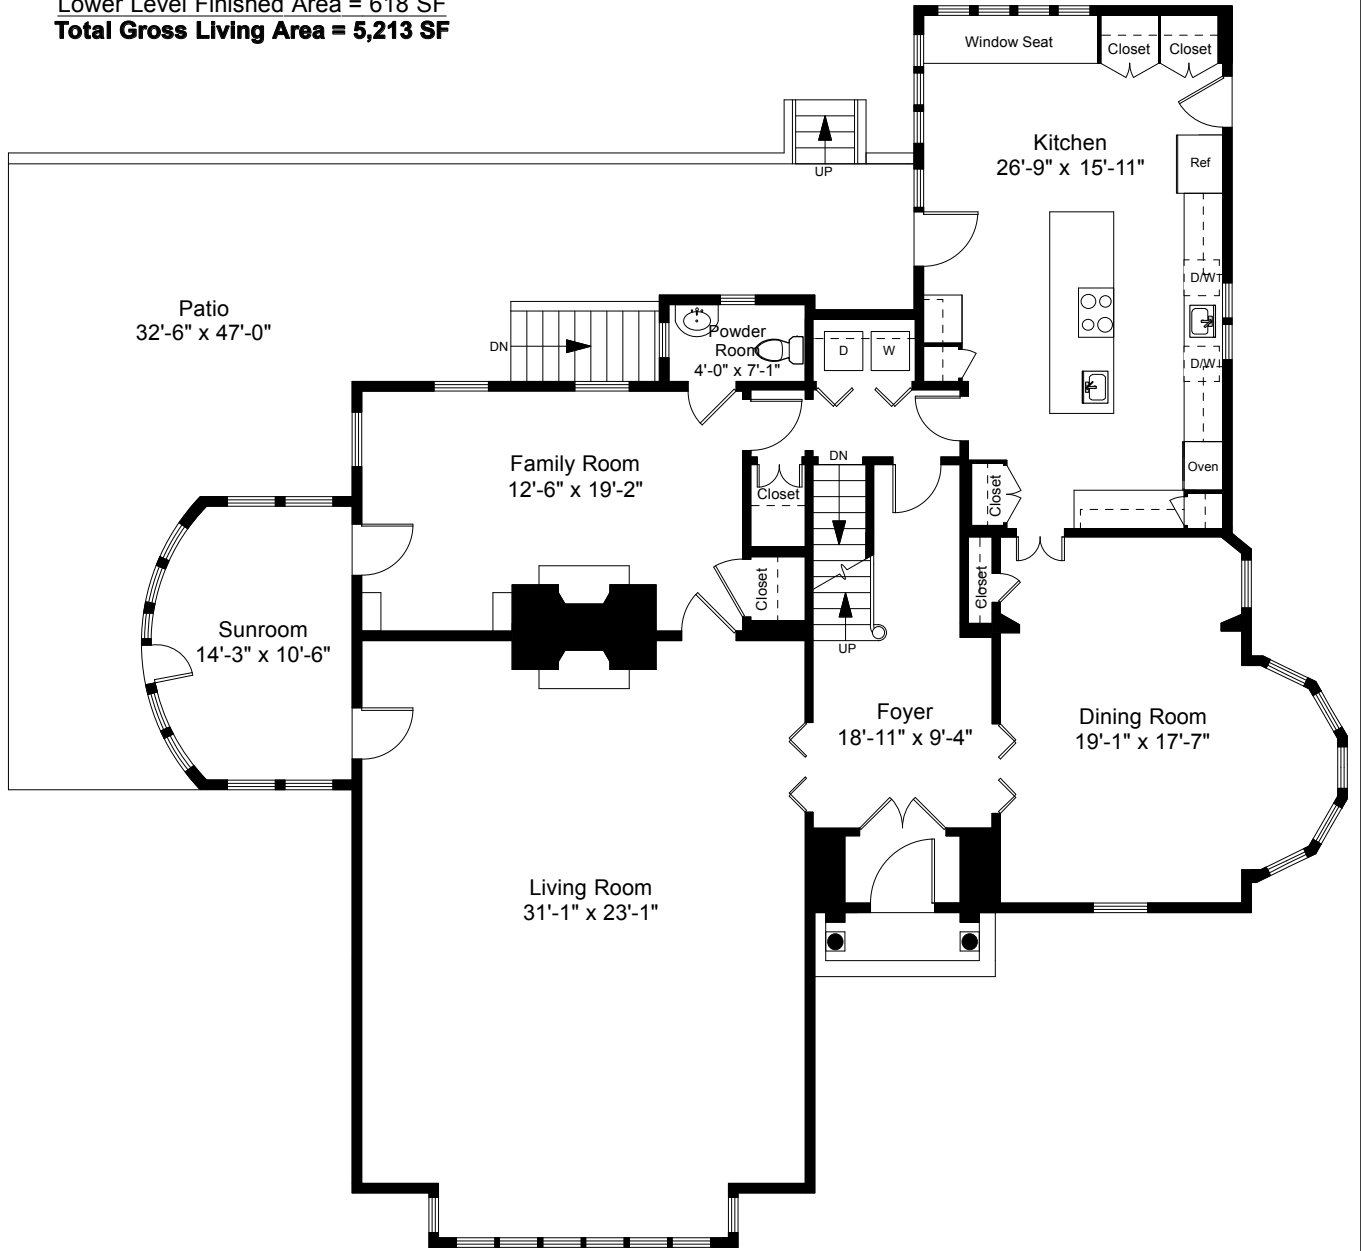 Lower Level Finished Area = 618 SF
Total Gross Living Area = 5,213 SF
Window Seat
Closet
Closet
Kitchen
26'-9" x 15'-11"
Ref
UP
D/W
D/W
Oven
Patio
32'-6" x 47'-0"
DN
Powder
Room
4'-0" x 7'-1"
D
W
Family Room
12'-6" x 19'-2"
DN
Closet
Closet
Closet
Closet
UP
Sunroom
14'-3" x 10'-6"
Foyer
18'-11" x 9'-4"
Dining Room
19'-1" x 17'-7"
Living Room
31'-1" x 23'-1"